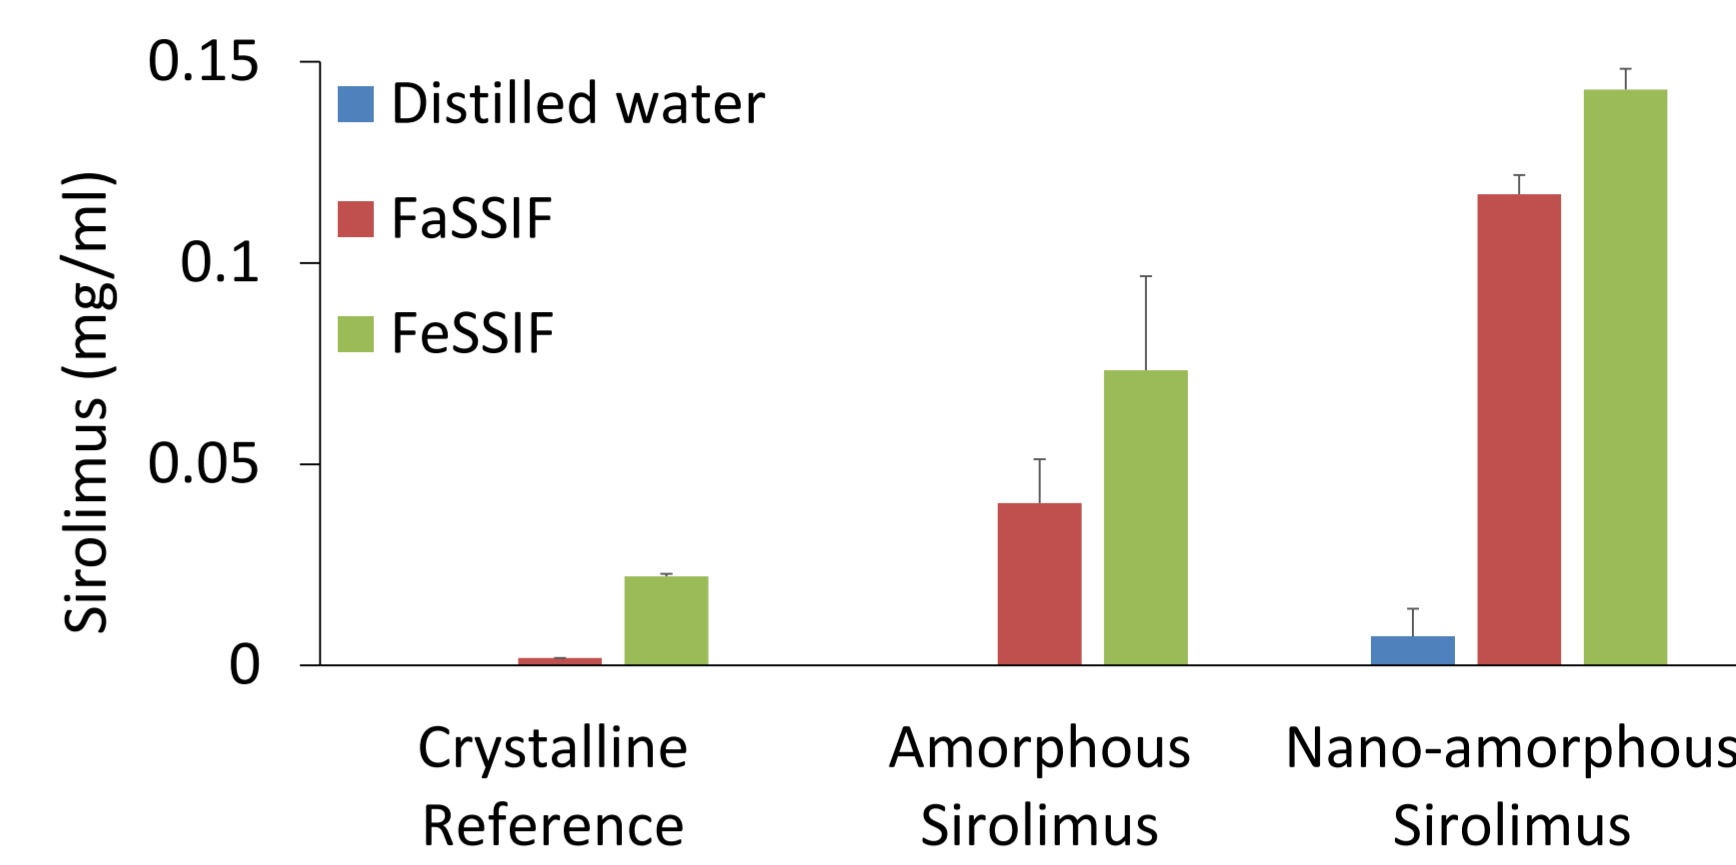 Sirolimus (mg/ml)
0.15
0.1
0.05
0
Distilled water
FaSSIF
FeSSIF
Crystalline
Reference
Amorphous
Sirolimus
Nano-amorphous
Sirolimus